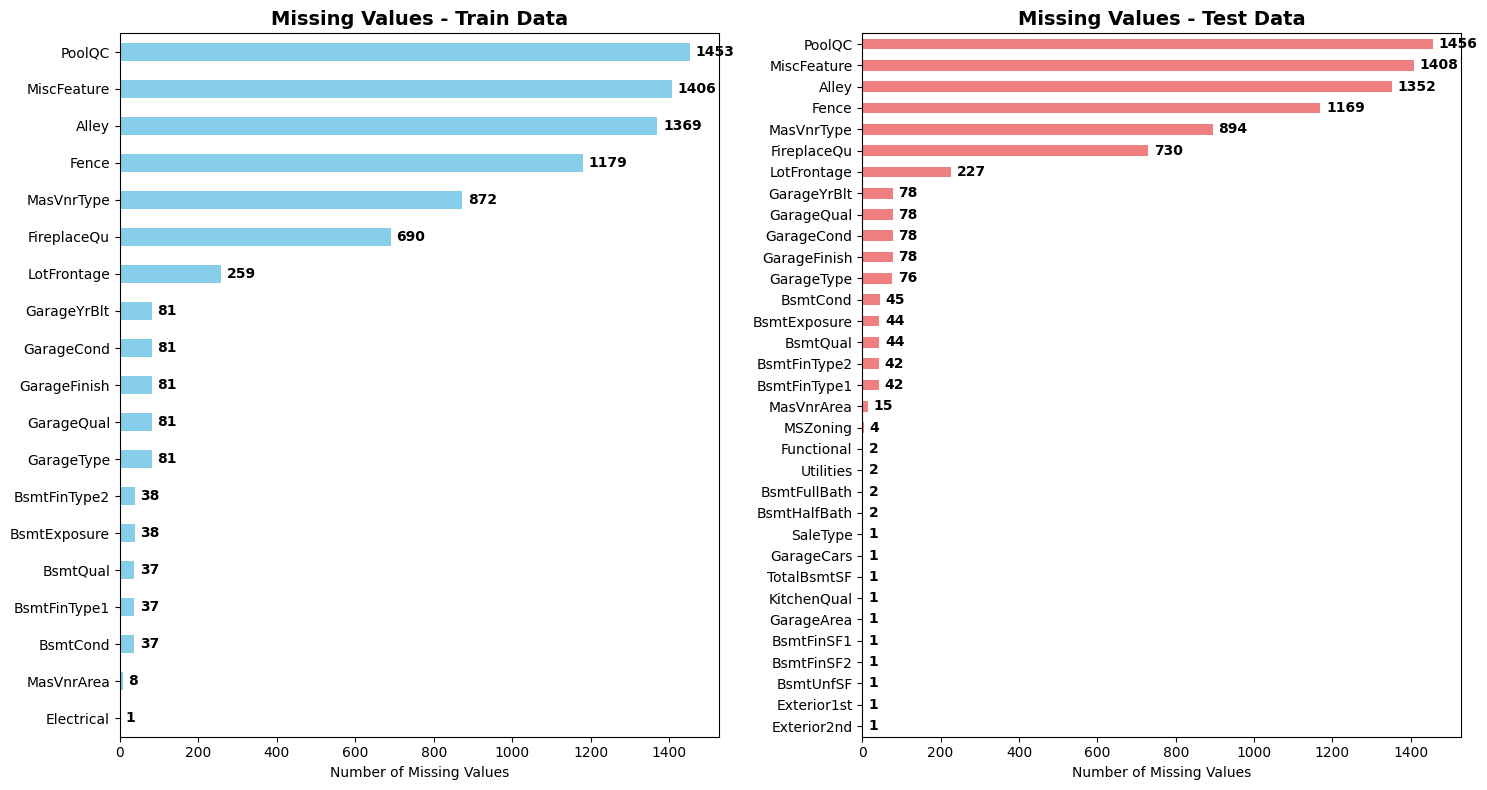 Missing Values - Train Data
PoolQC 1453
MiscFeature 1406
Alley 1369
Fence 1179
MasVnrType 872
FireplaceQu 690
LotFrontage 259
GarageYrBlt 81
GarageCond 81
GarageFinish 81
GarageQual 81
GarageType 81
BsmtFinType2 38
BsmtExposure 38
BsmtQual 37
BsmtFinType1 37
BsmtCond 37
MasVnrArea 8
Electrical 1
0 200 400 600 800 1000 1200 1400
Number of Missing Values
Missing Values - Test Data
PoolQC 1456
MiscFeature 1408
Alley 1352
Fence 1169
MasVnrType 894
FireplaceQu 730
LotFrontage 227
GarageYrBlt 78
GarageQual 78
GarageCond 78
GarageFinish 78
GarageType 76
BsmtCond 45
BsmtExposure 44
BsmtQual 44
BsmtFinType2 42
BsmtFinType1 42
MasVnrArea 15
MSZoning 4
Functional 2
Utilities 2
BsmtFullBath 2
BsmtHalfBath 2
SaleType 1
GarageCars 1
TotalBsmtSF 1
KitchenQual 1
GarageArea 1
BsmtFinSF1 1
BsmtFinSF2 1
BsmtUnfSF 1
Exterior1st 1
Exterior2nd 1
0 200 400 600 800 1000 1200 1400
Number of Missing Values